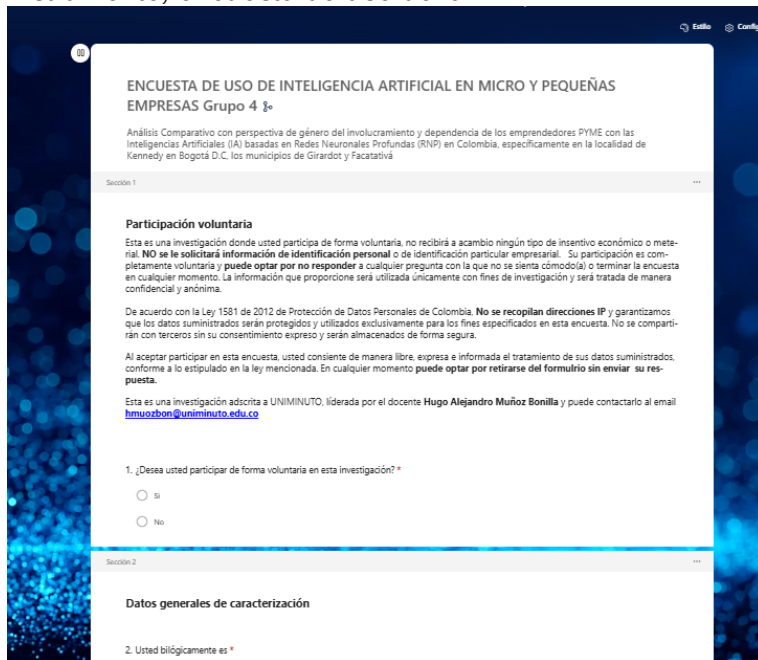 Estilo
Config
ENCUESTA DE USO DE INTELIGENCIA ARTIFICIAL EN MICRO Y PEQUEÑAS
EMPRESAS Grupo 4
Análisis Comparativo con perspectiva de género del involucramiento y dependencia de los emprendedores PYME con las
Inteligencias Artificiales (IA) basadas en Redes Neuronales Profundas (RNP) en Colombia, específicamente en la localidad de
Kennedy en Bogotá D.C, los municipios de Girardot y Facatativá
Sección 1
Participación voluntaria
Esta es una investigación donde usted participa de forma voluntaria, no recibirá a acambio ningún tipo de insentivo económico o mete-
rial. NO se le solicitará información de identificación personal o de identificación particular empresarial. Su participación es com-
pletamente voluntaria y puede optar por no responder a cualquier pregunta con la que no se sienta cómodo(a) o terminar la encuesta
en cualquier momento. La información que proporcione será utilizada únicamente con fines de investigación y será tratada de manera
confidencial y anónima.
De acuerdo con la Ley 1581 de 2012 de Protección de Datos Personales de Colombia, No se recopilan direcciones IP y garantizamos
que los datos suministrados serán protegidos y utilizados exclusivamente para los fines especificados en esta encuesta. No se comparti-
rán con terceros sin su consentimiento expreso y serán almacenados de forma segura.
Al aceptar participar en esta encuesta, usted consiente de manera libre, expresa e informada el tratamiento de sus datos suministrados,
conforme a lo estipulado en la ley mencionada. En cualquier momento puede optar por retirarse del formulrio sin enviar su res-
puesta.
Esta es una investigación adscrita a UNIMINUTO, líderada por el docente Hugo Alejandro Muñoz Bonilla y puede contactarlo al email
hmuozbon@uniminuto.edu.co
1. ¿Desea usted participar de forma voluntaria en esta investigación? *
Si
No
Sección 2
Datos generales de caracterización
2. Usted bilógicamente es *